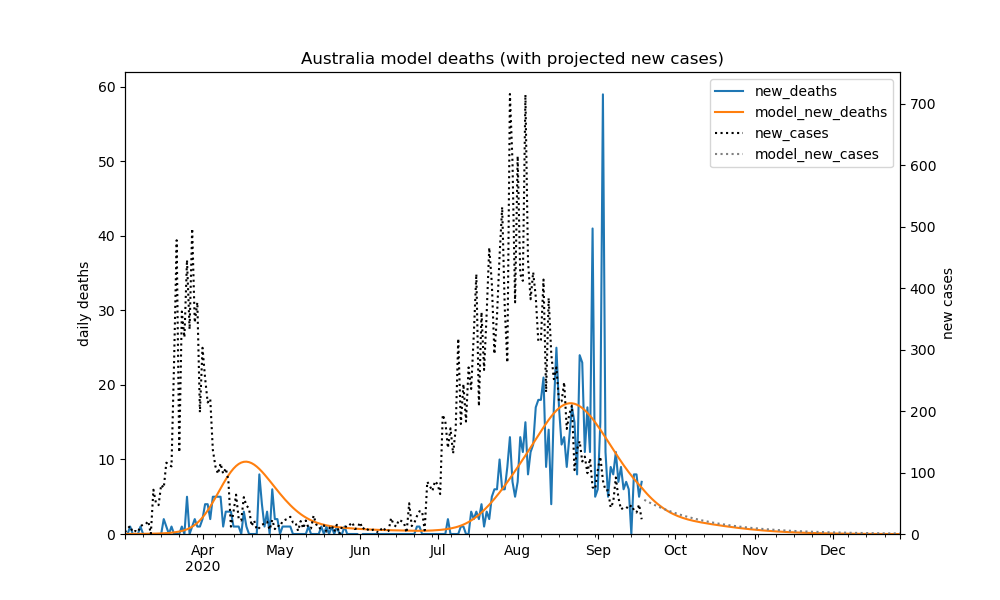 Australia model deaths (with projected new cases)
new_deaths
model_new_deaths
new_cases
model_new_cases
daily deaths
60
50
40
30
20
10
0
700
600
500
400
300
200
100
0
new cases
Apr May Jun Jul Aug Sep Oct Nov Dec
2020